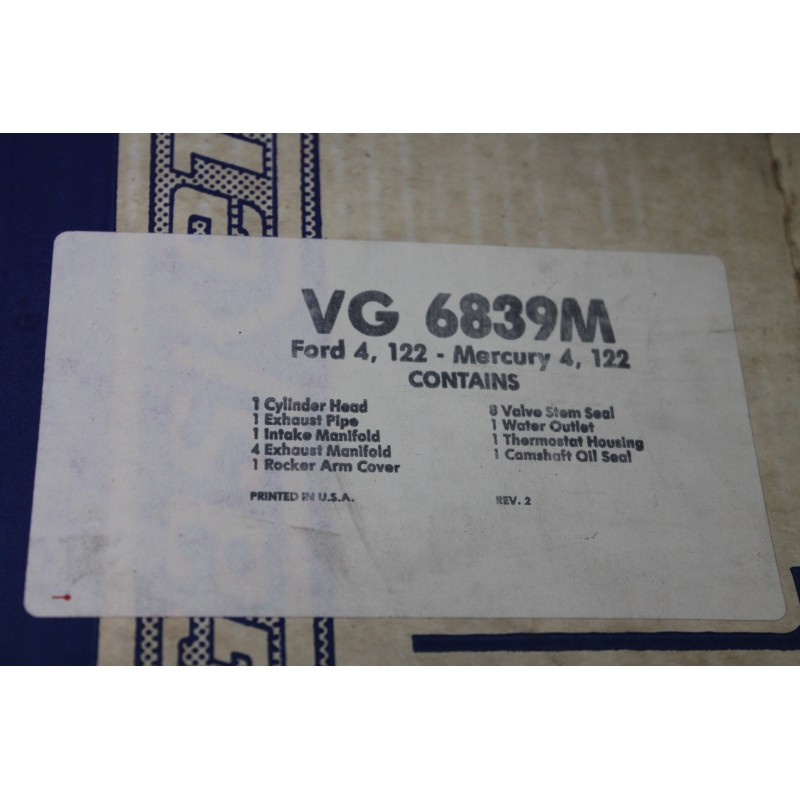 VG 6839M
Ford 4, 122 - Mercury 4, 122
CONTAINS
1 Cylinder Head
1 Exhaust Pipe
1 Intake Manifold
4 Exhaust Manifold
1 Rocker Arm Cover
8 Valve Stem Seal
1 Water Outlet
1 Thermostat Housing
1 Camshaft Oil Seal
PRINTED IN U.S.A.
REV. 2